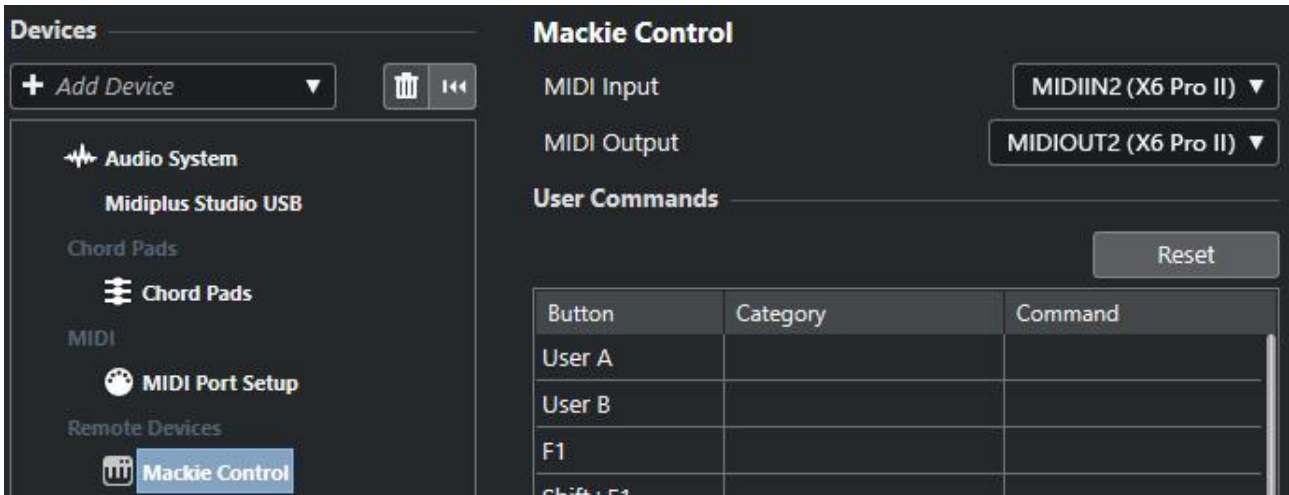 Devices
+ Add Device
Audio System
Midiplus Studio USB
Chord Pads
Chord Pads
MIDI
MIDI Port Setup
Remote Devices
Mackie Control
Mackie Control
MIDI Input MIDIIN2 (X6 Pro II)
MIDI Output MIDIOUT2 (X6 Pro II)
User Commands
Reset
Button Category Command
User A
User B
F1
Shift+F1